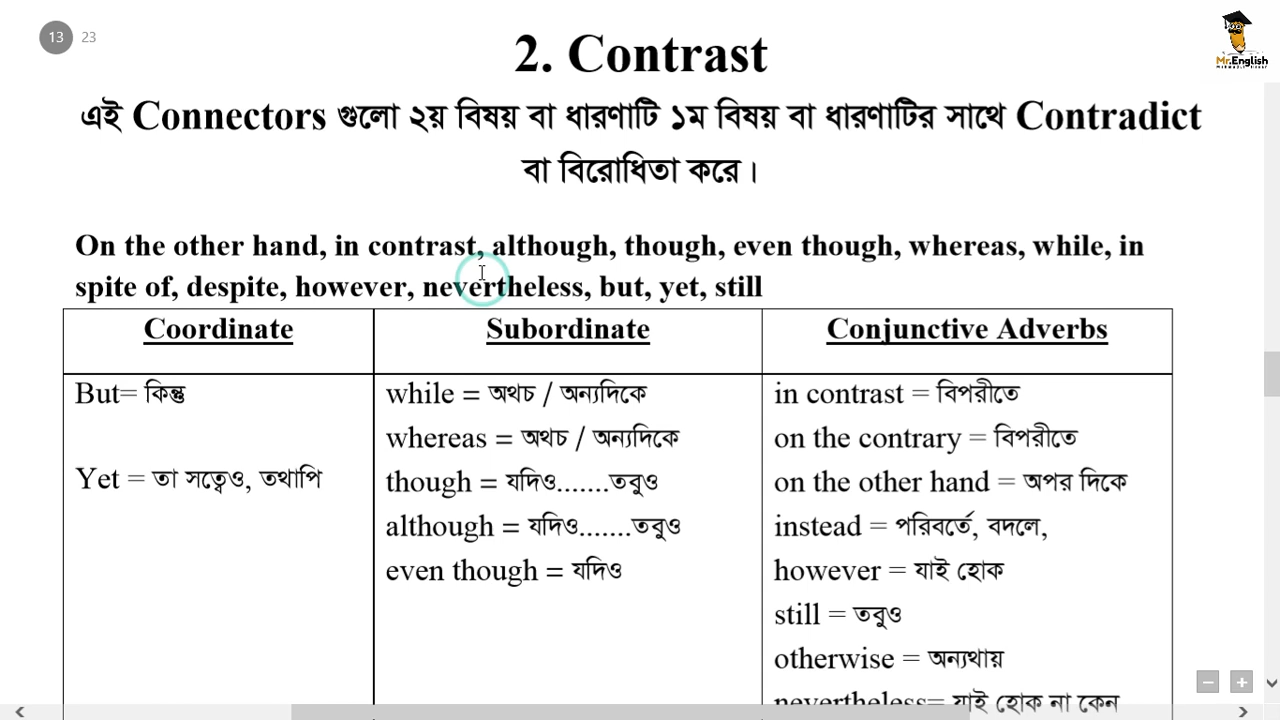 13 23
2. Contrast
Mr.English
এই Connectors গুলো ২য় বিষয় বা ধারণাটি ১ম বিষয় বা ধারণাটির সাথে Contradict
বা বিরোধিতা করে।
On the other hand, in contrast, although, though, even though, whereas, while, in
spite of, despite, however, nevertheless, but, yet, still
Coordinate Subordinate Conjunctive Adverbs
But= কিন্তু
Yet = তা সত্বেও, তথাপি
while = অথচ / অন্যদিকে
whereas = অথচ / অন্যদিকে
though = যদিও.......তবুও
although = যদিও.......তবুও
even though = যদিও
in contrast = বিপরীতে
on the contrary = বিপরীতে
on the other hand = অপর দিকে
instead = পরিবর্তে, বদলে,
however = যাই হোক
still = তবুও
otherwise = অন্যথায়
nevertheless= যাই হোক না কেন